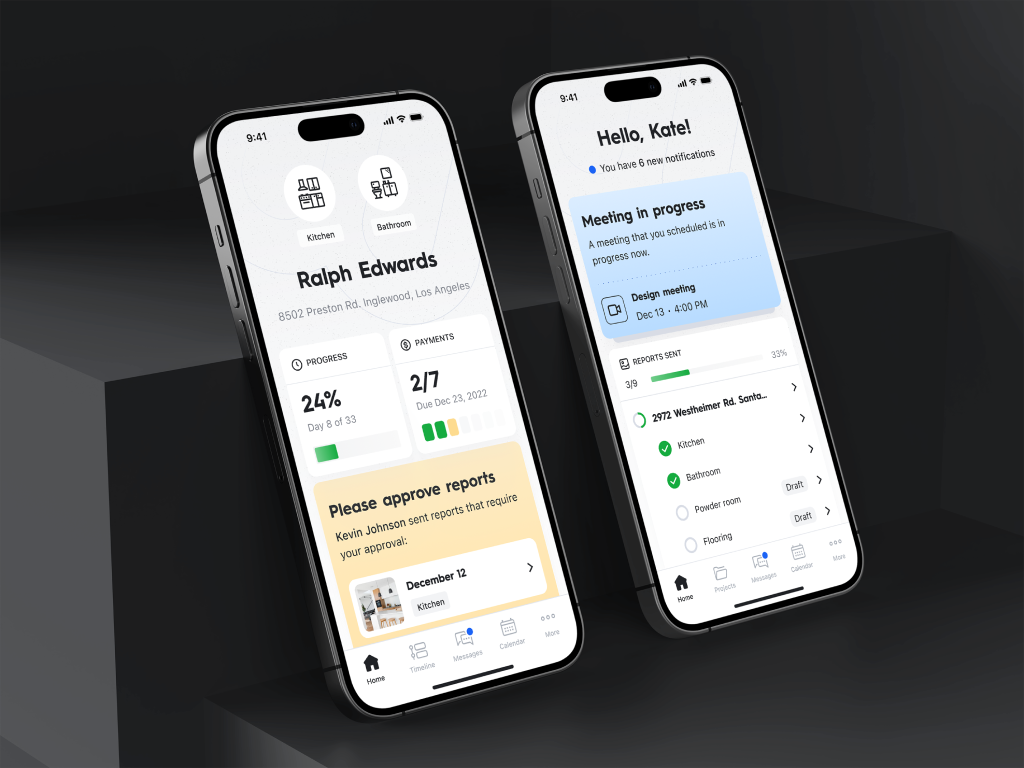 9:41
Kitchen
Bathroom
Ralph Edwards
8502 Preston Rd. Inglewood, Los Angeles
PROGRESS
24%
Day 8 of 33
PAYMENTS
2/7
Due Dec 23, 2022
Please approve reports
Kevin Johnson sent reports that require
your approval:
December 12
Kitchen
Home
Timeline
Messages
Calendar
More
9:41
Hello, Kate!
You have 6 new notifications
Meeting in progress
A meeting that you scheduled is in
progress now.
Design meeting
Dec 13 • 4:00 PM
REPORTS SENT
3/9
33%
2972 Westheimer Rd. Santa...
Kitchen
Bathroom
Powder room
Draft
Flooring
Draft
Home
Projects
Messages
Calendar
More